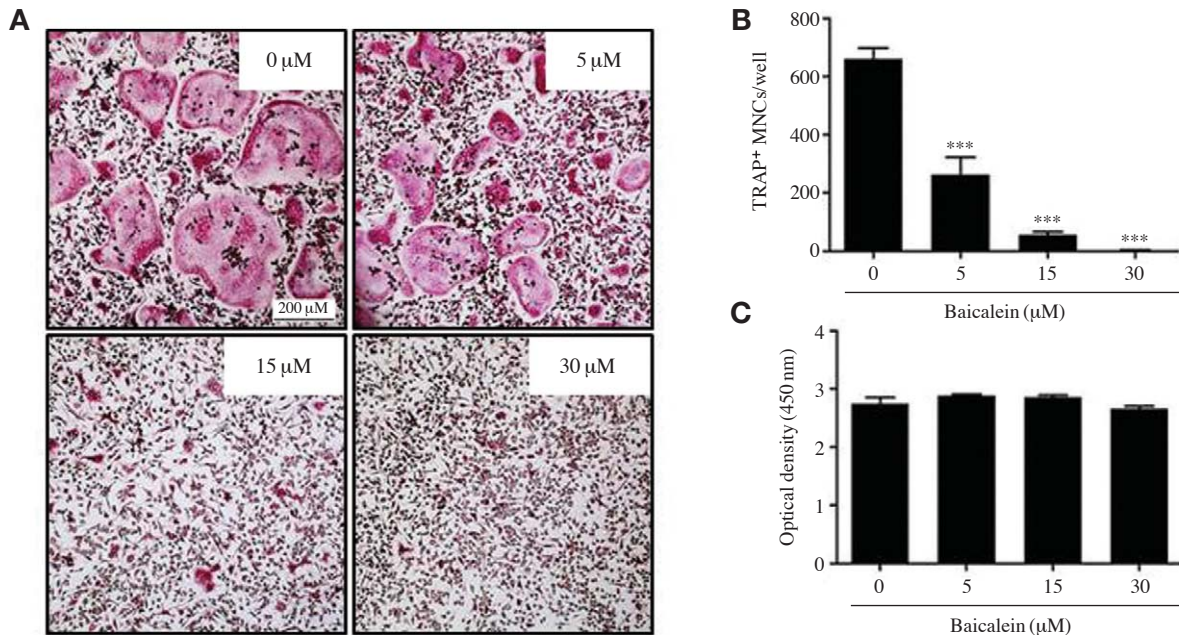 A
0 µM
5 µM
200 µM
15 µM
30 µM
B
TRAP⁺ MNCs/well
800
600
400
200
0
***
***
***
0 5 15 30
Baicalein (µM)
C
Optical density (450 nm)
4
3
2
1
0
0 5 15 30
Baicalein (µM)